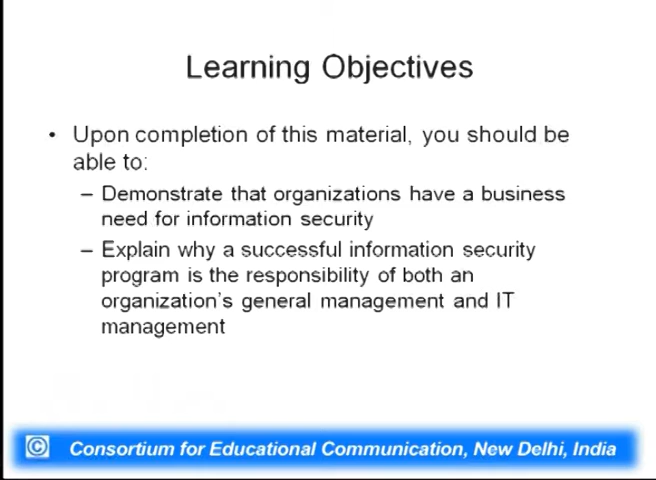 Learning Objectives
• Upon completion of this material, you should be
able to:
– Demonstrate that organizations have a business
need for information security
– Explain why a successful information security
program is the responsibility of both an
organization's general management and IT
management
© Consortium for Educational Communication, New Delhi, India